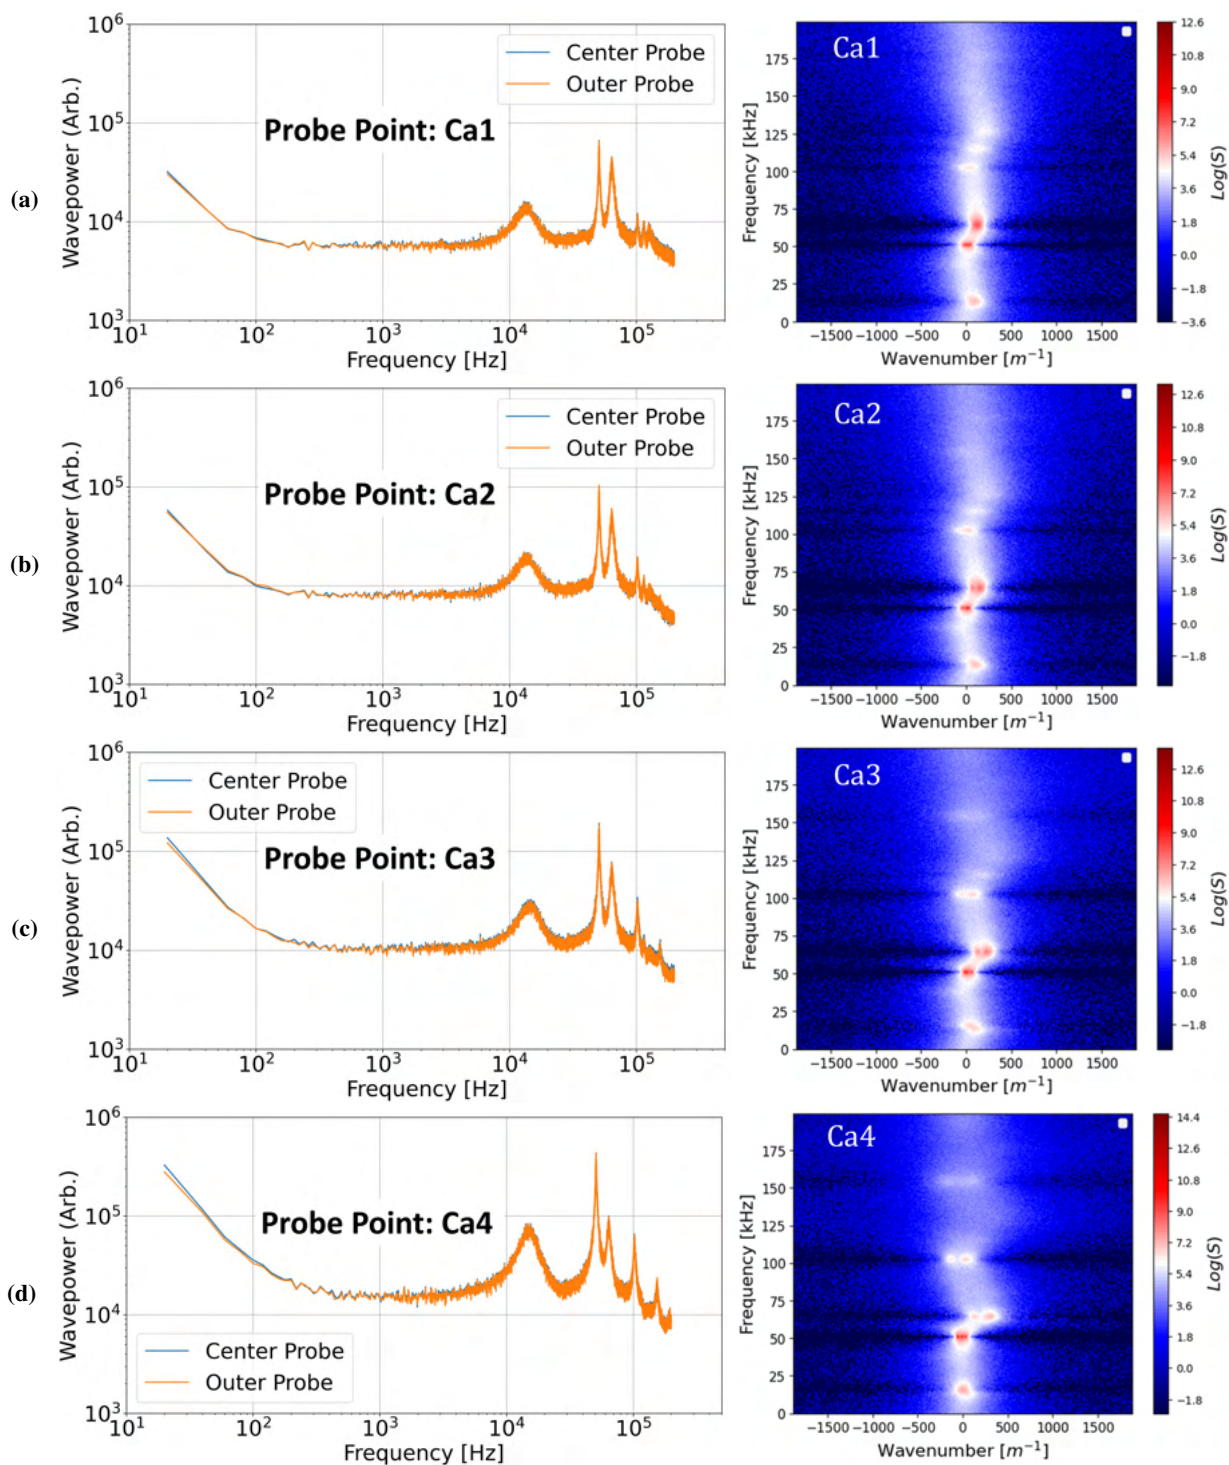 (a)
Wavepower (Arb.)
10^6
10^5
10^4
10^3
10^1
10^2
10^3
10^4
10^5
Frequency [Hz]
Center Probe
Outer Probe
Probe Point: Ca1
Ca1
Frequency [kHz]
175
150
125
100
75
50
25
0
−1500 −1000 −500 0 500 1000 1500
Wavenumber [m^{-1}]
12.6
10.8
9.0
7.2
5.4
3.6
1.8
0.0
−1.8
−3.6
Log(S)
(b)
Wavepower (Arb.)
10^6
10^5
10^4
10^3
10^1
10^2
10^3
10^4
10^5
Frequency [Hz]
Center Probe
Outer Probe
Probe Point: Ca2
Ca2
Frequency [kHz]
175
150
125
100
75
50
25
0
−1500 −1000 −500 0 500 1000 1500
Wavenumber [m^{-1}]
12.6
10.8
9.0
7.2
5.4
3.6
1.8
0.0
−1.8
Log(S)
(c)
Wavepower (Arb.)
10^6
10^5
10^4
10^3
10^1
10^2
10^3
10^4
10^5
Frequency [Hz]
Center Probe
Outer Probe
Probe Point: Ca3
Ca3
Frequency [kHz]
175
150
125
100
75
50
25
0
−1500 −1000 −500 0 500 1000 1500
Wavenumber [m^{-1}]
12.6
10.8
9.0
7.2
5.4
3.6
1.8
0.0
−1.8
Log(S)
(d)
Wavepower (Arb.)
10^6
10^5
10^4
10^3
10^1
10^2
10^3
10^4
10^5
Frequency [Hz]
Center Probe
Outer Probe
Probe Point: Ca4
Ca4
Frequency [kHz]
175
150
125
100
75
50
25
0
−1500 −1000 −500 0 500 1000 1500
Wavenumber [m^{-1}]
14.4
12.6
10.8
9.0
7.2
5.4
3.6
1.8
0.0
−1.8
Log(S)